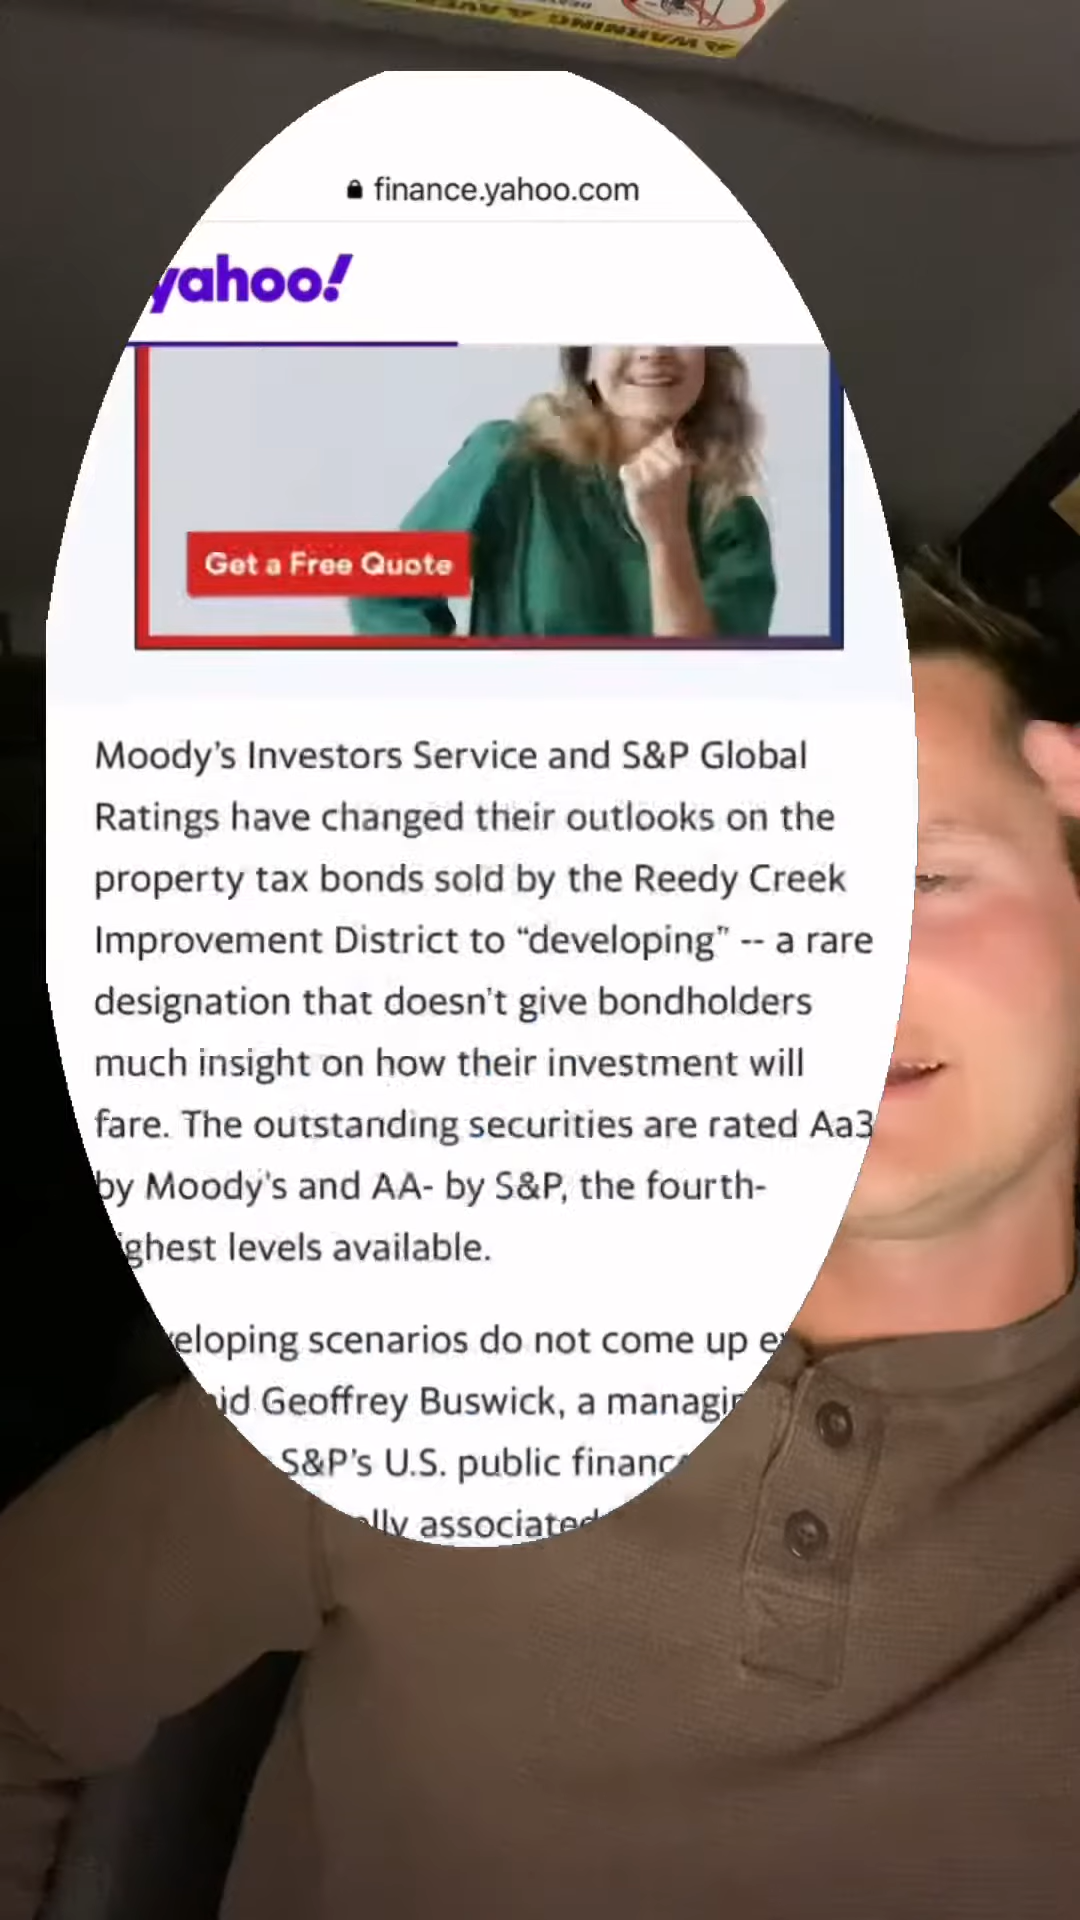 WARNING
finance.yahoo.com
yahoo!
Get a Free Quote
Moody's Investors Service and S&P Global
Ratings have changed their outlooks on the
property tax bonds sold by the Reedy Creek
Improvement District to “developing” -- a rare
designation that doesn't give bondholders
much insight on how their investment will
fare. The outstanding securities are rated Aa3
by Moody's and AA- by S&P, the fourth-
ghest levels available.
eloping scenarios do not come up
id Geoffrey Buswick, a managin
S&P's U.S. public financ
lly associated